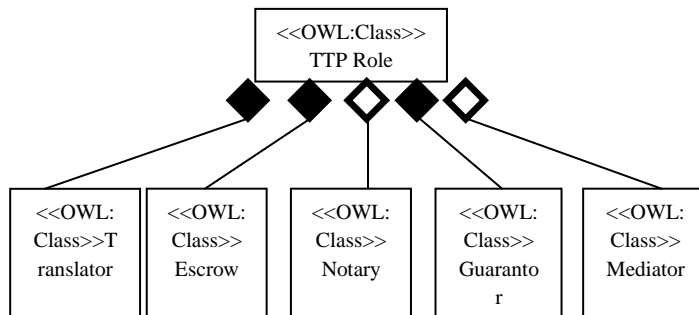 <<OWL:Class>>
TTP Role
<<OWL:
Class>>T
ranslator
<<OWL:
Class>>
Escrow
<<OWL:
Class>>
Notary
<<OWL:
Class>>
Guaranto
r
<<OWL:
Class>>
Mediator